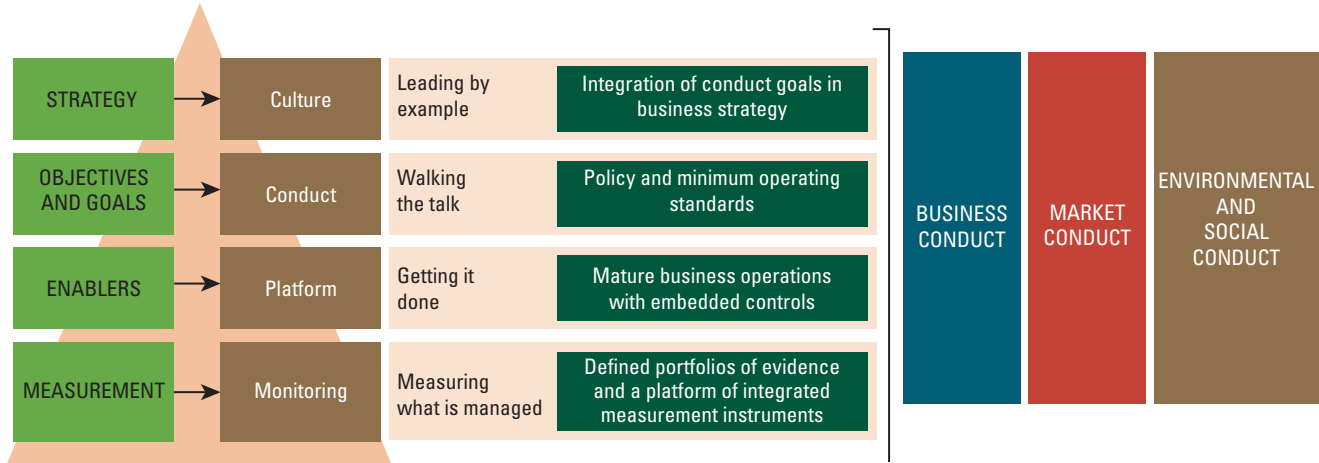 STRATEGY
Culture
Leading by
example
Integration of conduct goals in
business strategy
OBJECTIVES
AND GOALS
Conduct
Walking
the talk
Policy and minimum operating
standards
ENABLERS
Platform
Getting it
done
Mature business operations
with embedded controls
MEASUREMENT
Monitoring
Measuring
what is managed
Defined portfolios of evidence
and a platform of integrated
measurement instruments
BUSINESS
CONDUCT
MARKET
CONDUCT
ENVIRONMENTAL
AND
SOCIAL
CONDUCT